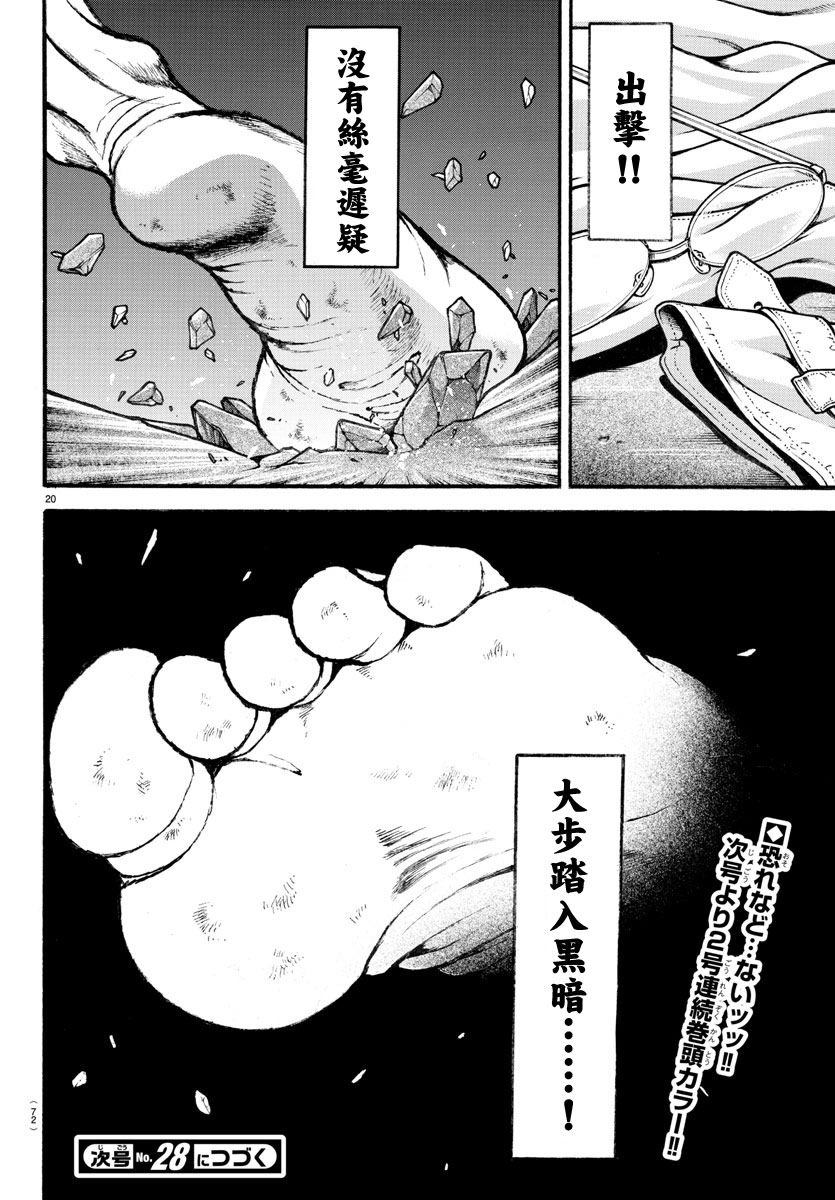 出擊!!
沒有絲毫遲疑
20
大步踏入黑暗……！
◆恐れなど…ないッッ!!
次号より2号連続巻頭カラー!!
次号No.28につづく
(72)